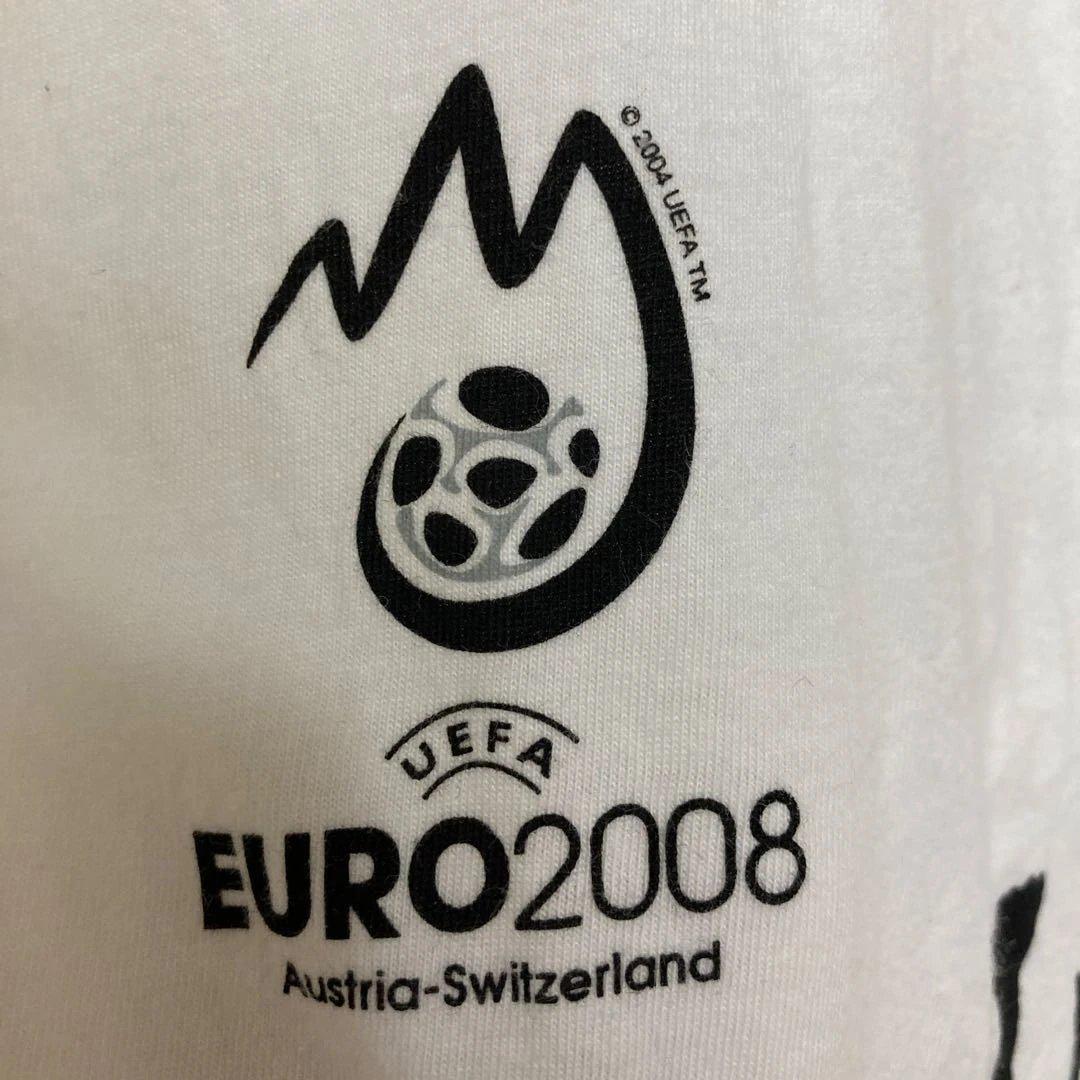 © 2004 UEFA TM
UEFA
EURO2008
Austria-Switzerland